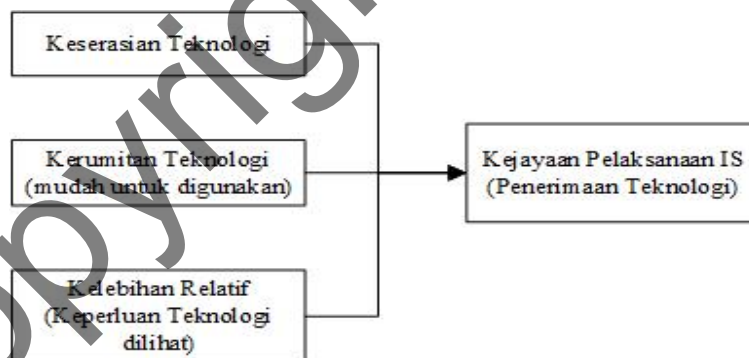 Keserasian Teknologi
Kerumitan Teknologi
(mudah untuk digunakan)
Kelebihan Relatif
(Keperluan Teknologi
dilihat)
Kejayaan Pelaksanaan IS
(Penerimaan Teknologi)